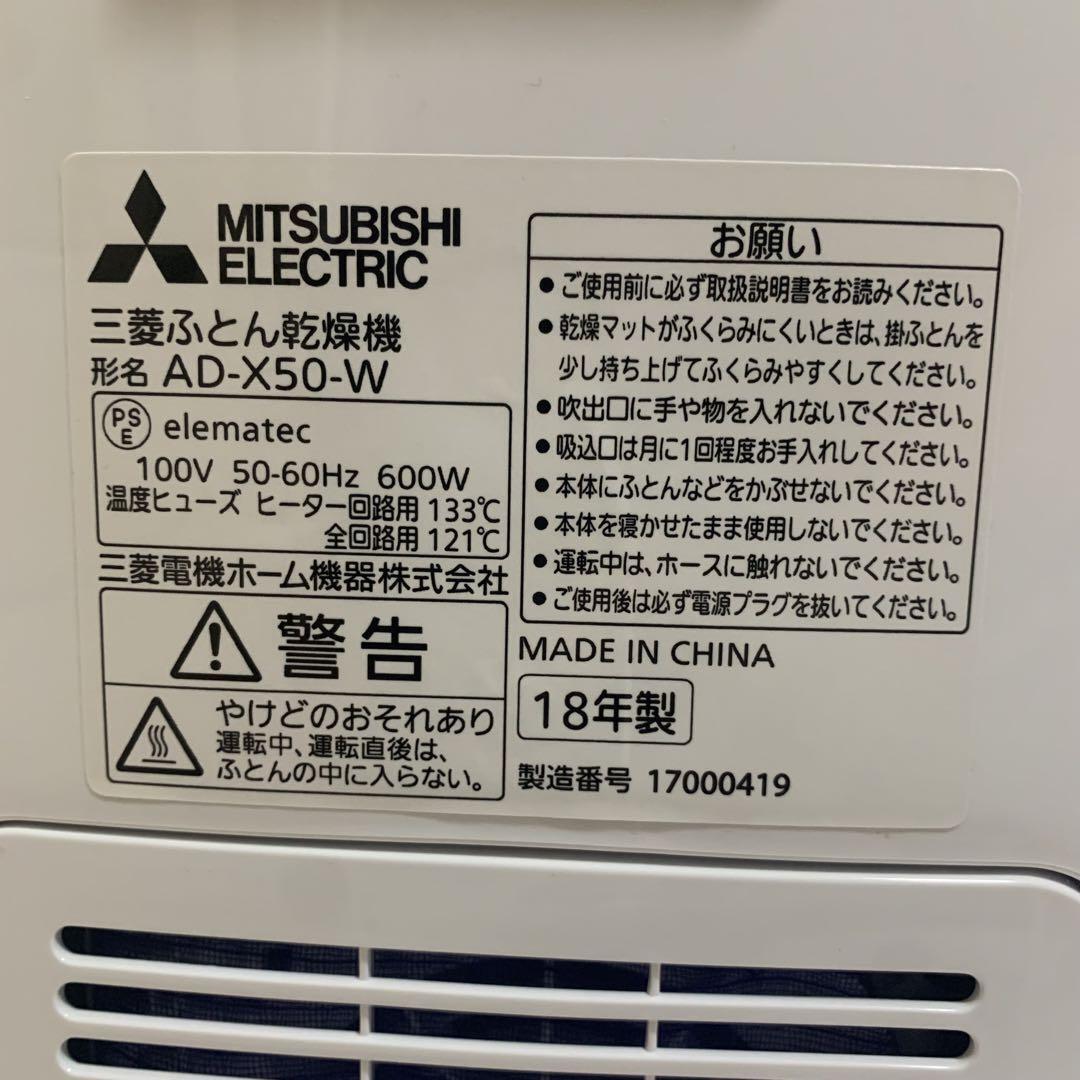 MITSUBISHI
ELECTRIC
三菱ふとん乾燥機
形名 AD-X50-W
PS
E
elematec
100V 50-60Hz 600W
温度ヒューズ ヒーター回路用 133℃
全回路用 121℃
三菱電機ホーム機器株式会社
警告
やけどのおそれあり
運転中、運転直後は、
ふとんの中に入らない。
お願い
●ご使用前に必ず取扱説明書をお読みください。
●乾燥マットがふくらみにくいときは、掛ふとんを
少し持ち上げてふくらみやすくしてください。
●吹出口に手や物を入れないでください。
●吸込口は月に1回程度お手入れしてください。
●本体にふとんなどをかぶせないでください。
●本体を寝かせたまま使用しないでください。
●運転中は、ホースに触れないでください。
●ご使用後は必ず電源プラグを抜いてください。
MADE IN CHINA
18年製
製造番号 17000419